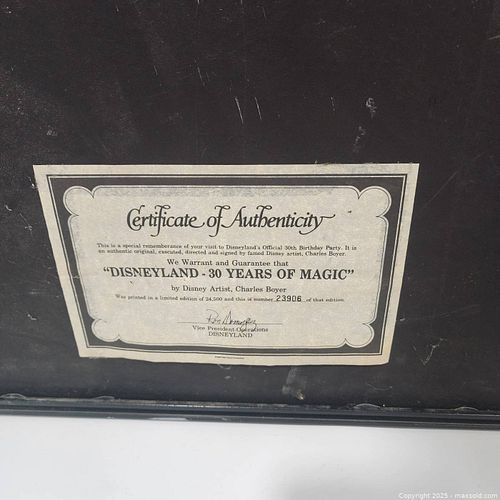 Certificate of Authenticity
This is a special rememberance of your visit to Disneyland's Official 30th Birthday Party. It is
an authentic original, executed, directed and signed by famed Disney artist, Charles Boyer.
We Warrant and Guarantee that
"DISNEYLAND - 30 YEARS OF MAGIC"
by Disney Artist, Charles Boyer
Was printed in a limited edition of 24,500 and this is number 23906 of that edition.
Vice President Operations
DISNEYLAND
Copyright 2025 - maxsold.com